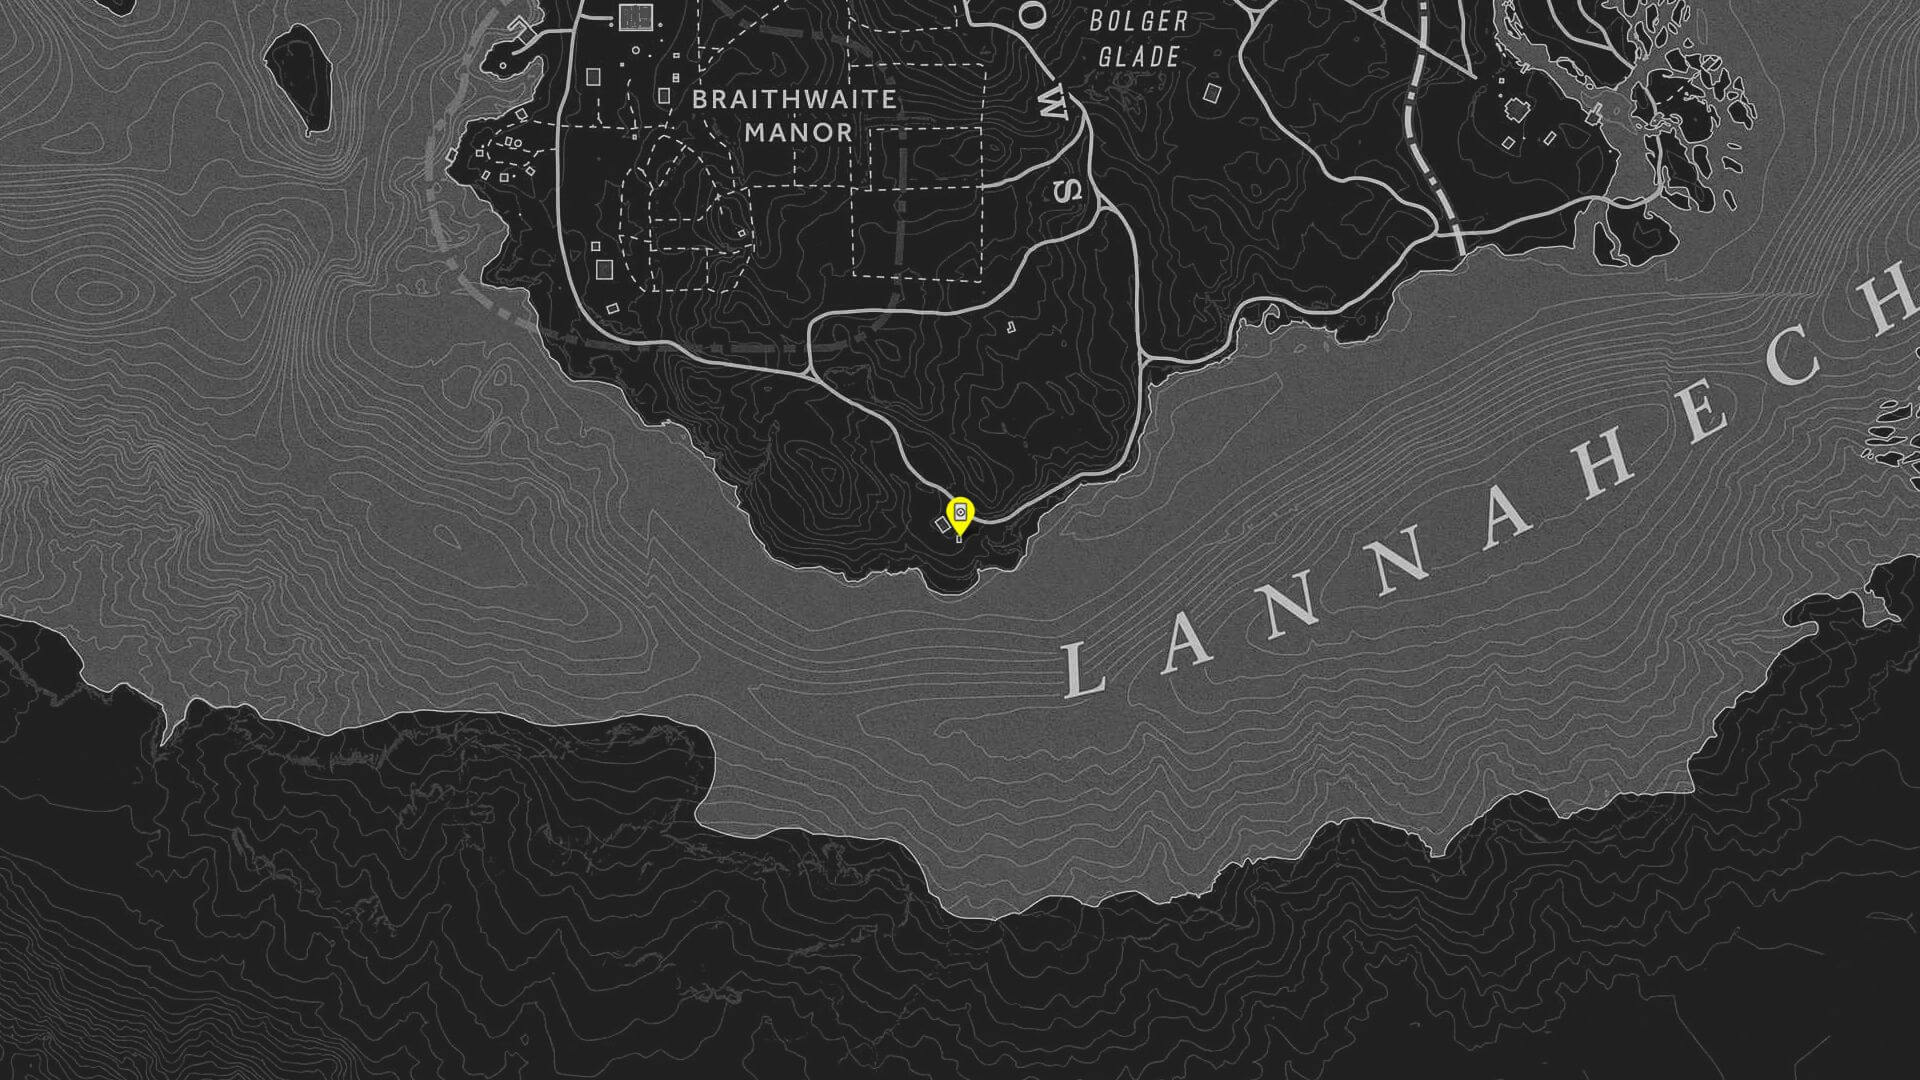 BOLGER
GLADE
BRAITHWAITE
MANOR
O W S
LANNAHECH